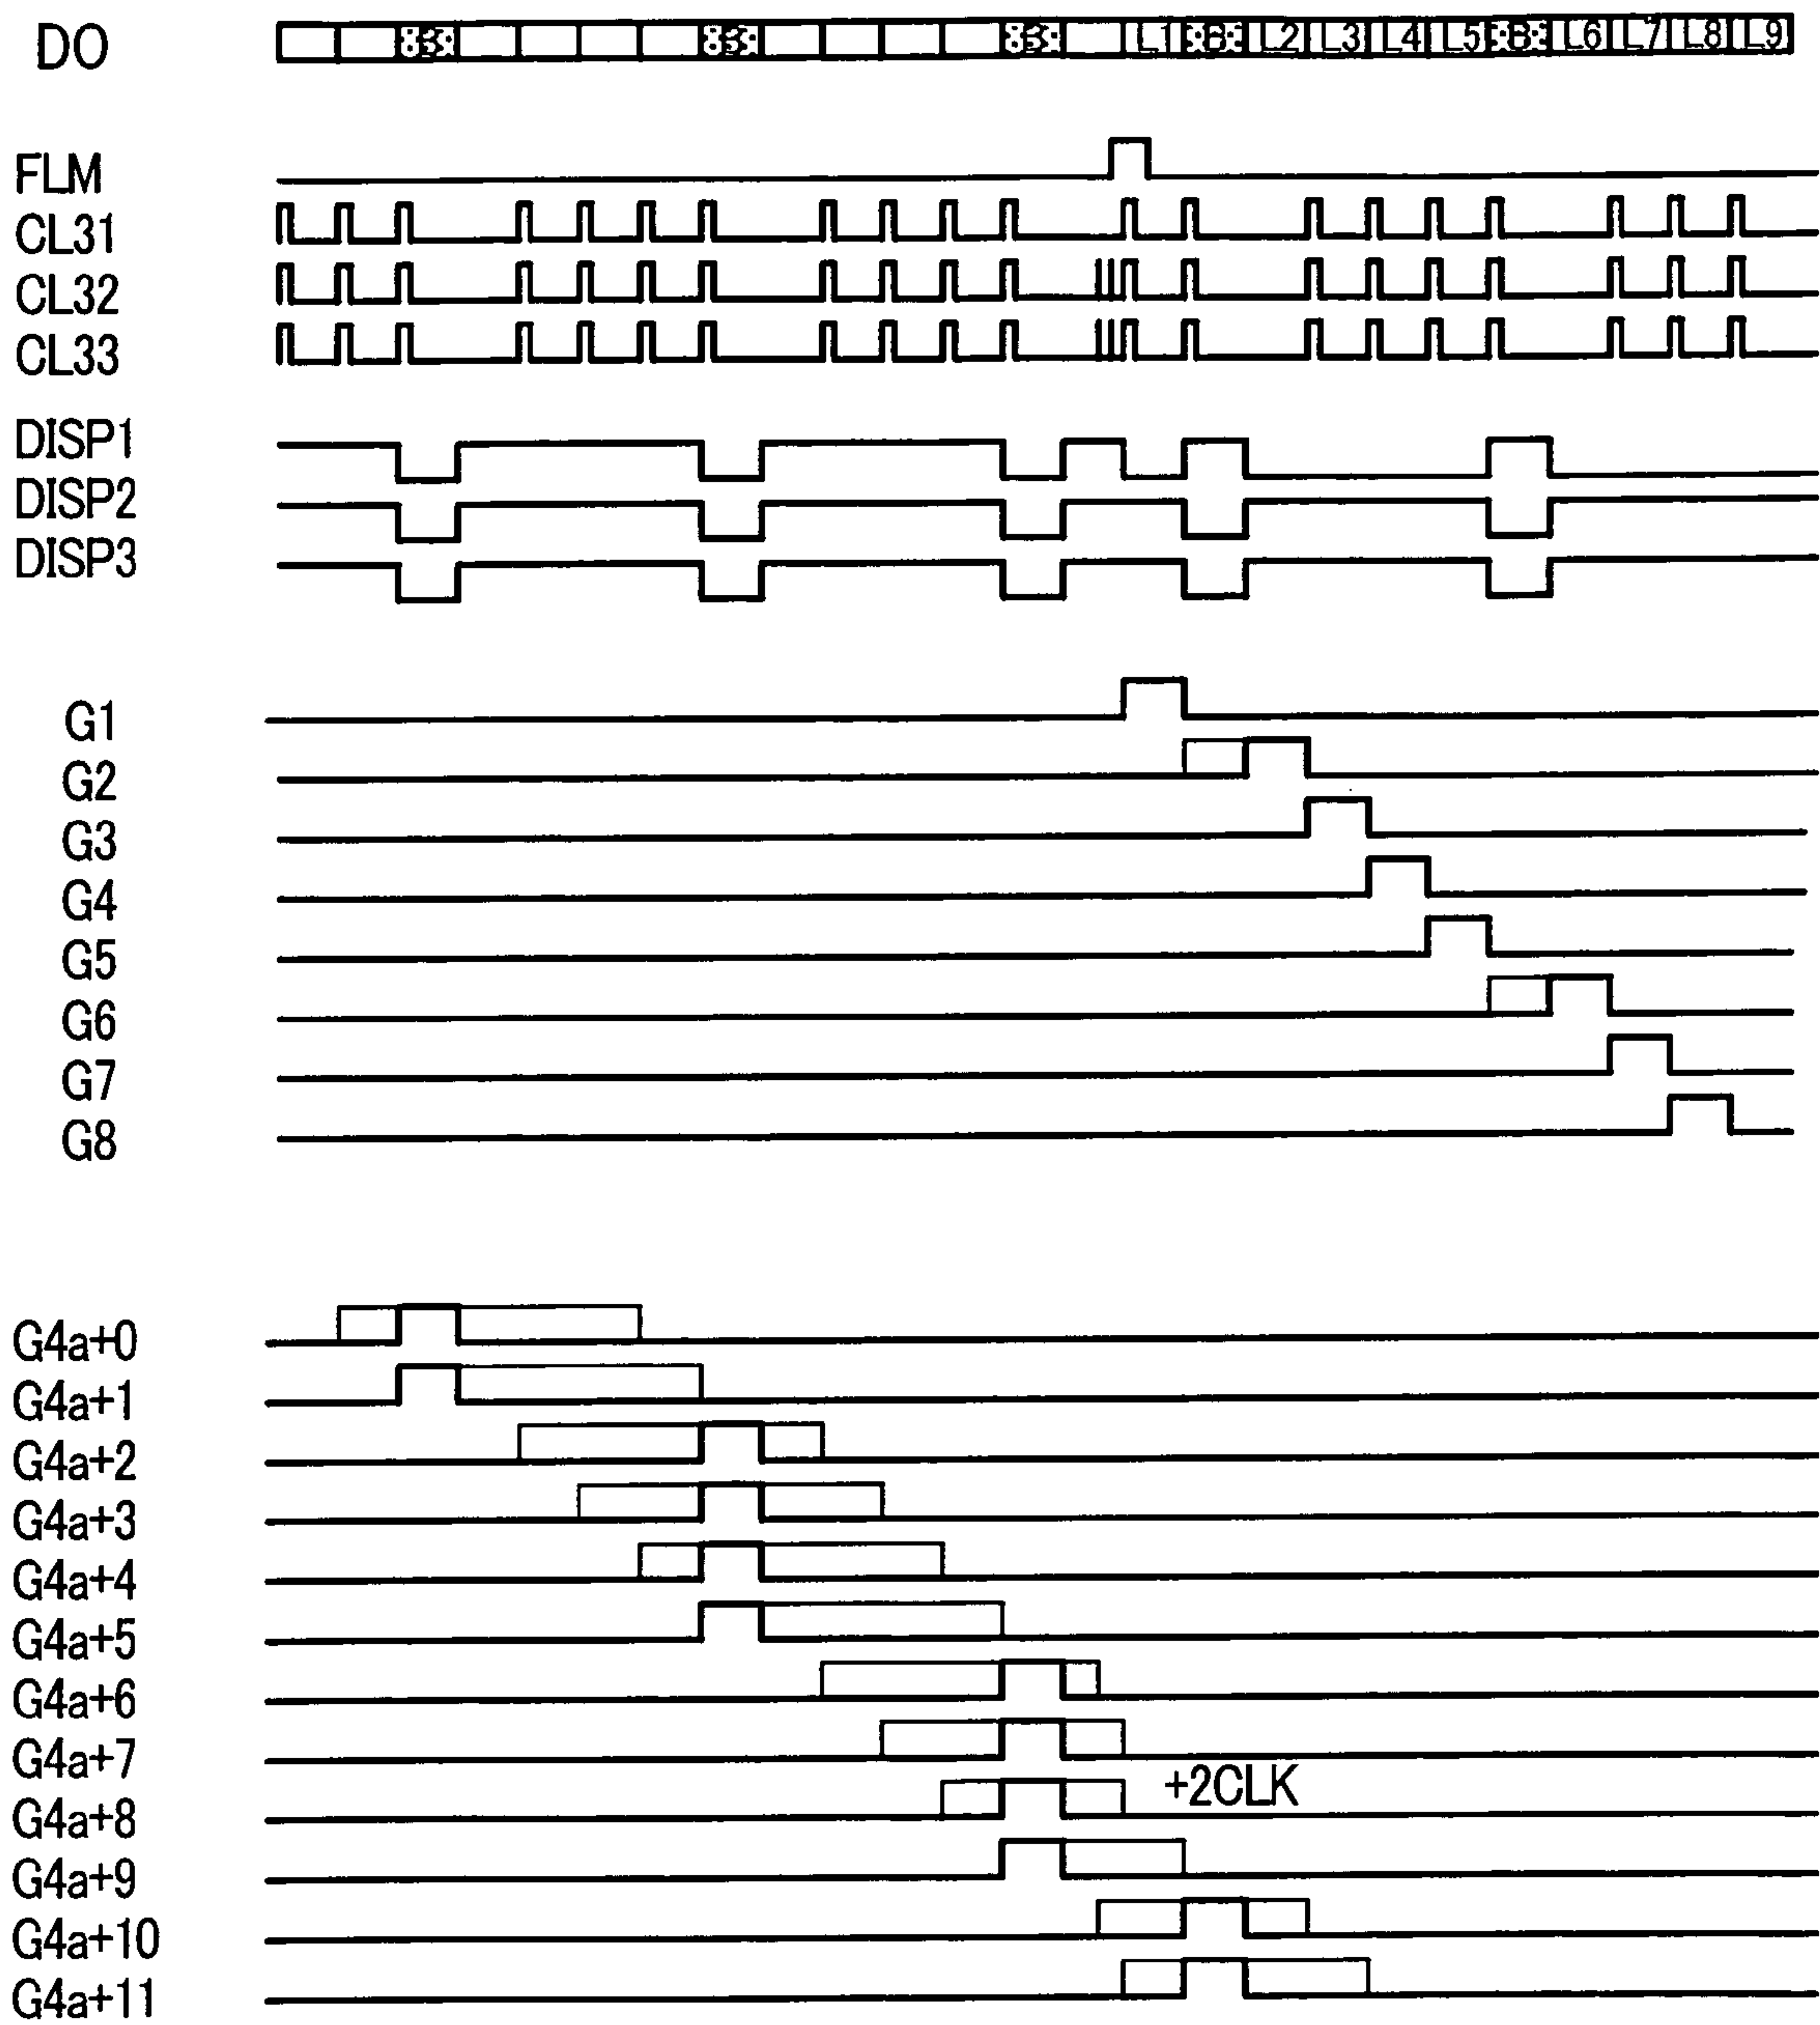 DO B B B L1 B L2 L3 L4 L5 B L6 L7 L8 L9
FLM
CL31
CL32
CL33
DISP1
DISP2
DISP3
G1
G2
G3
G4
G5
G6
G7
G8
G4a+0
G4a+1
G4a+2
G4a+3
G4a+4
G4a+5
G4a+6
G4a+7
+2CLK
G4a+8
G4a+9
G4a+10
G4a+11